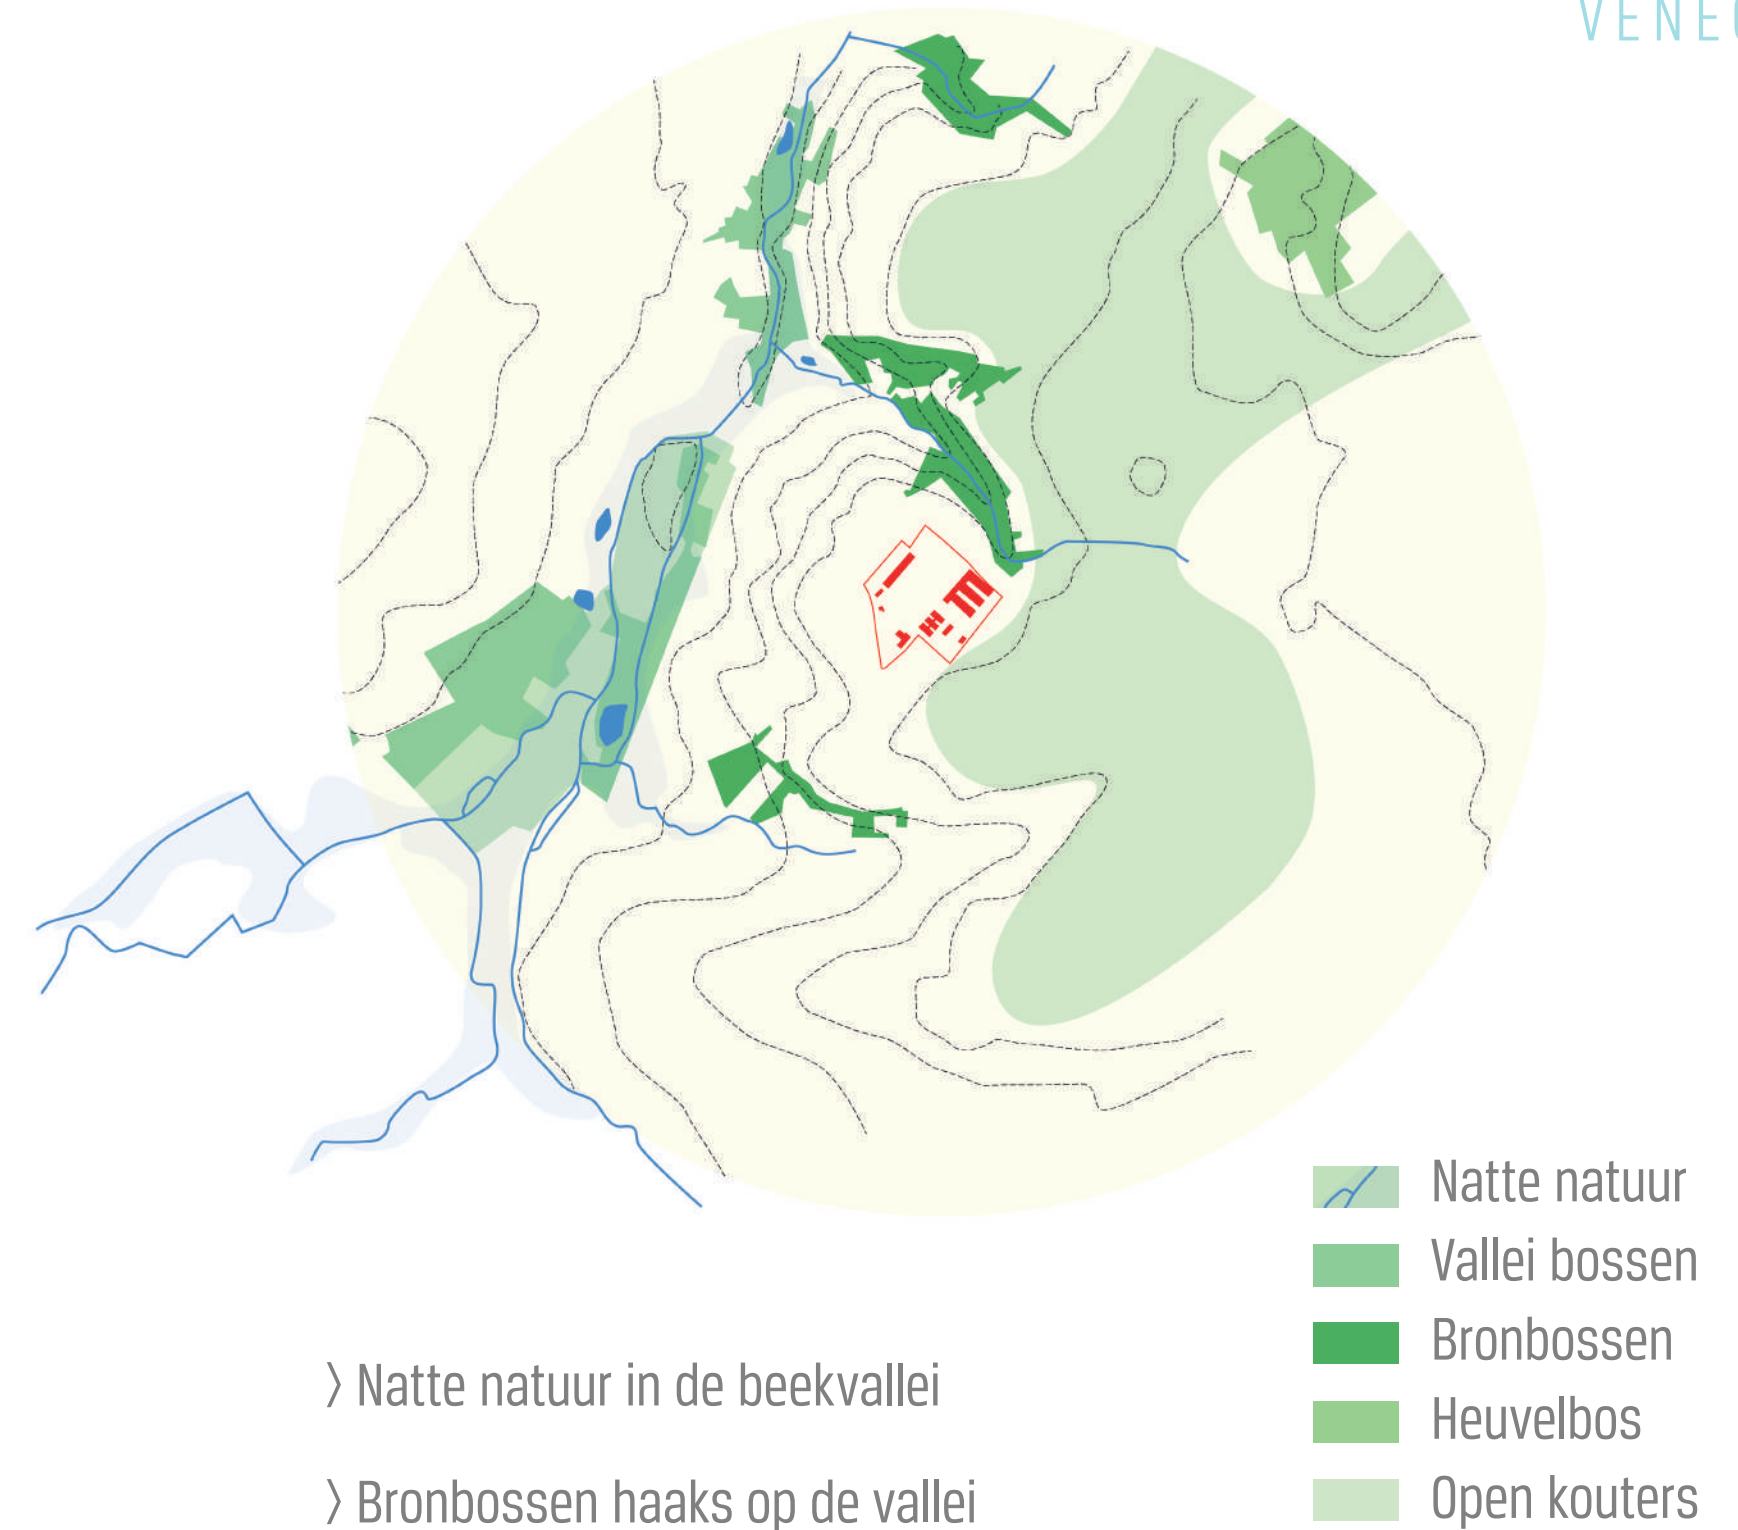 Natte natuur
Vallei bossen
Bronbossen
Heuvelbos
Open kouters
〉Natte natuur in de beekvallei
〉Bronbossen haaks op de vallei